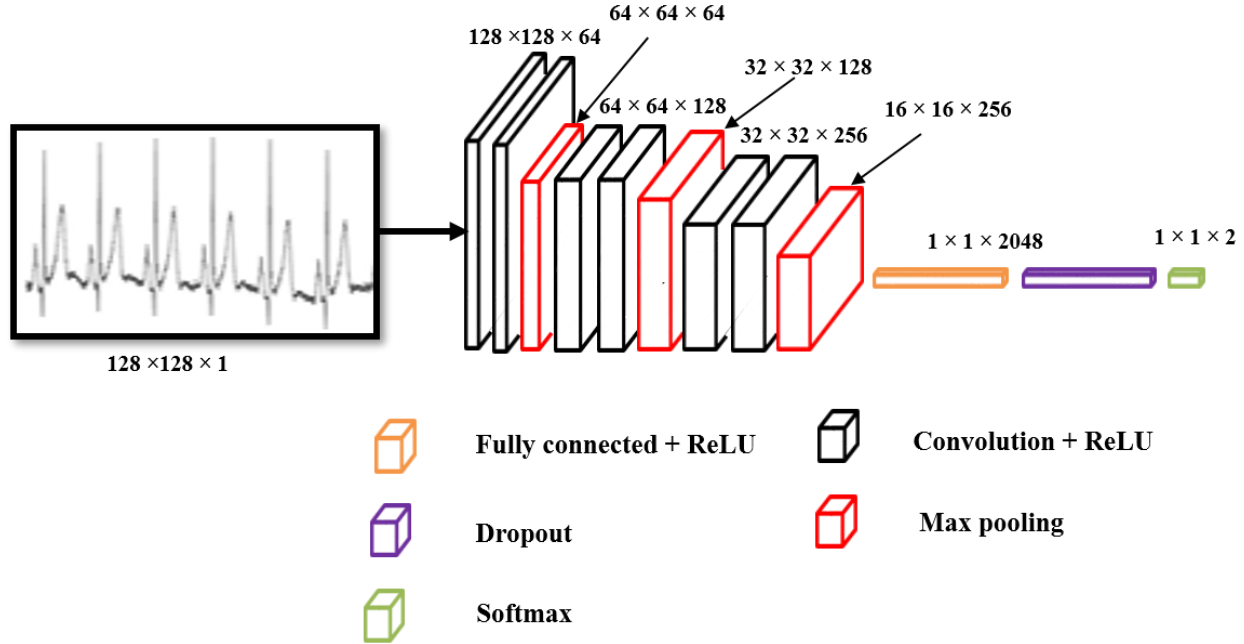 64 × 64 × 64
128 ×128 × 64
32 × 32 × 128
64 × 64 × 128
16 × 16 × 256
32 × 32 × 256
1 × 1 × 2048
1 × 1 × 2
128 ×128 × 1
Fully connected + ReLU
Convolution + ReLU
Dropout
Max pooling
Softmax